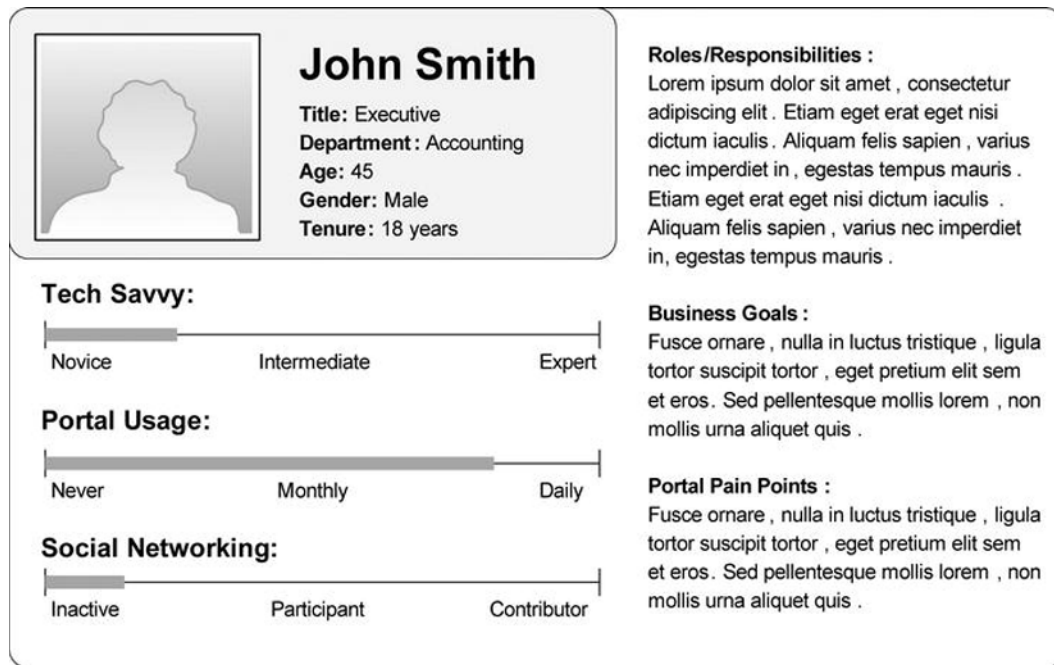 John Smith
Title: Executive
Department: Accounting
Age: 45
Gender: Male
Tenure: 18 years
Tech Savvy:
Novice Intermediate Expert
Portal Usage:
Never Monthly Daily
Social Networking:
Inactive Participant Contributor
Roles/Responsibilities :
Lorem ipsum dolor sit amet , consectetur
adipiscing elit . Etiam eget erat eget nisi
dictum iaculis . Aliquam felis sapien , varius
nec imperdiet in , egestas tempus mauris .
Etiam eget erat eget nisi dictum iaculis .
Aliquam felis sapien , varius nec imperdiet
in, egestas tempus mauris .
Business Goals :
Fusce ornare , nulla in luctus tristique , ligula
tortor suscipit tortor , eget pretium elit sem
et eros. Sed pellentesque mollis lorem , non
mollis urna aliquet quis .
Portal Pain Points :
Fusce ornare , nulla in luctus tristique , ligula
tortor suscipit tortor , eget pretium elit sem
et eros. Sed pellentesque mollis lorem , non
mollis urna aliquet quis .